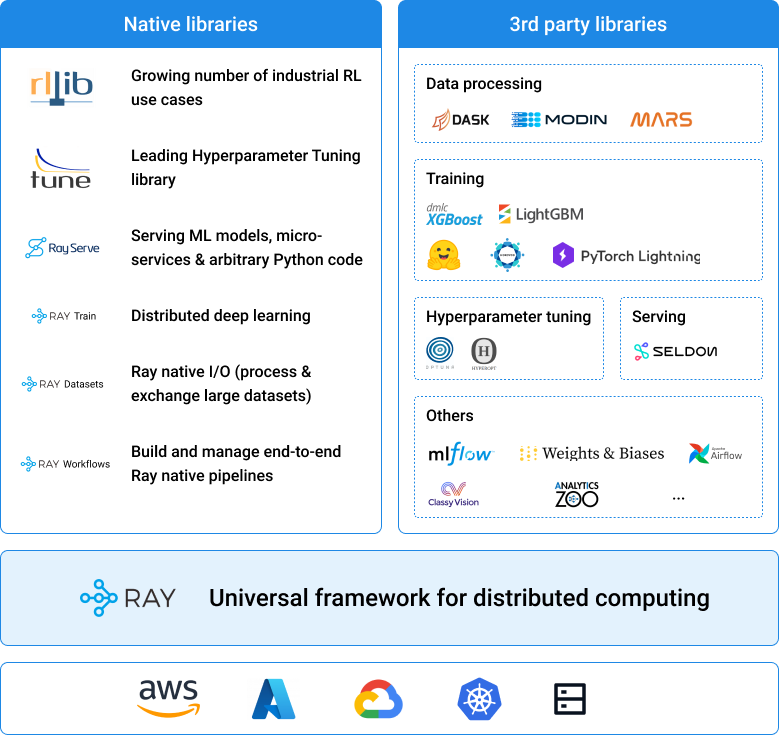 Native libraries
rllib
Growing number of industrial RL
use cases
tune
Leading Hyperparameter Tuning
library
Ray Serve
Serving ML models, micro-
services & arbitrary Python code
RAY Train
Distributed deep learning
RAY Datasets
Ray native I/O (process &
exchange large datasets)
RAY Workflows
Build and manage end-to-end
Ray native pipelines
3rd party libraries
Data processing
DASK MODIN MARS
Training
dmlc
XGBoost LightGBM
PyTorch Lightning
Hyperparameter tuning
OPTUNA
H
HYPEROPT
Serving
SELDON
Others
mlflow Weights & Biases Apache
Airflow
Classy Vision
ANALYTICS
ZOO
...
RAY Universal framework for distributed computing
aws